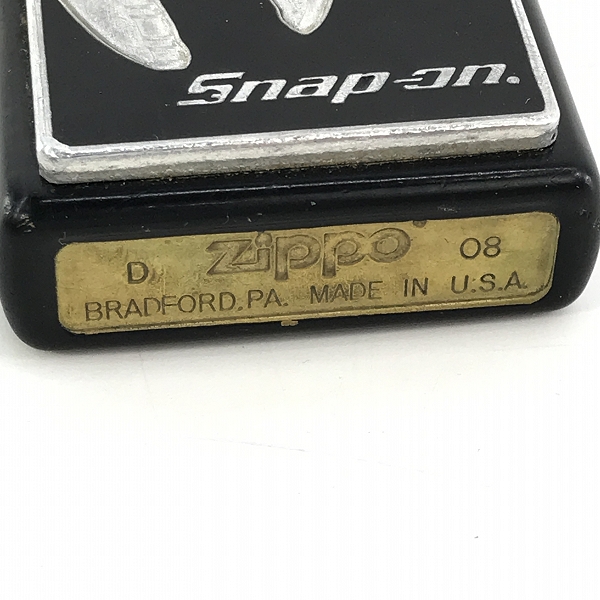 Snap-on.
D Zippo® 08
BRADFORD, PA. MADE IN U.S.A.